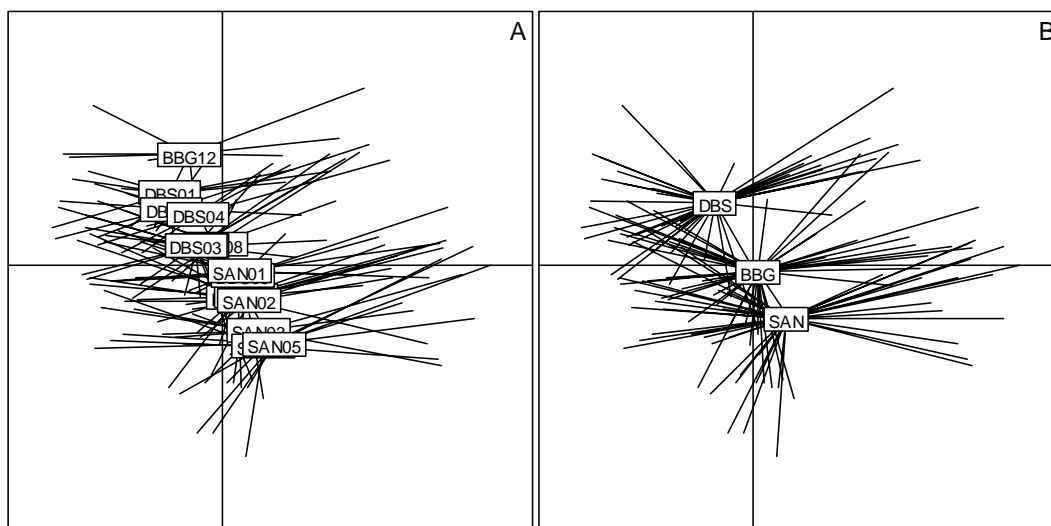 A
BBG12
DBS01
DBS04
DBS03
SAN01
SAN02
SAN05
B
DBS
BBG
SAN